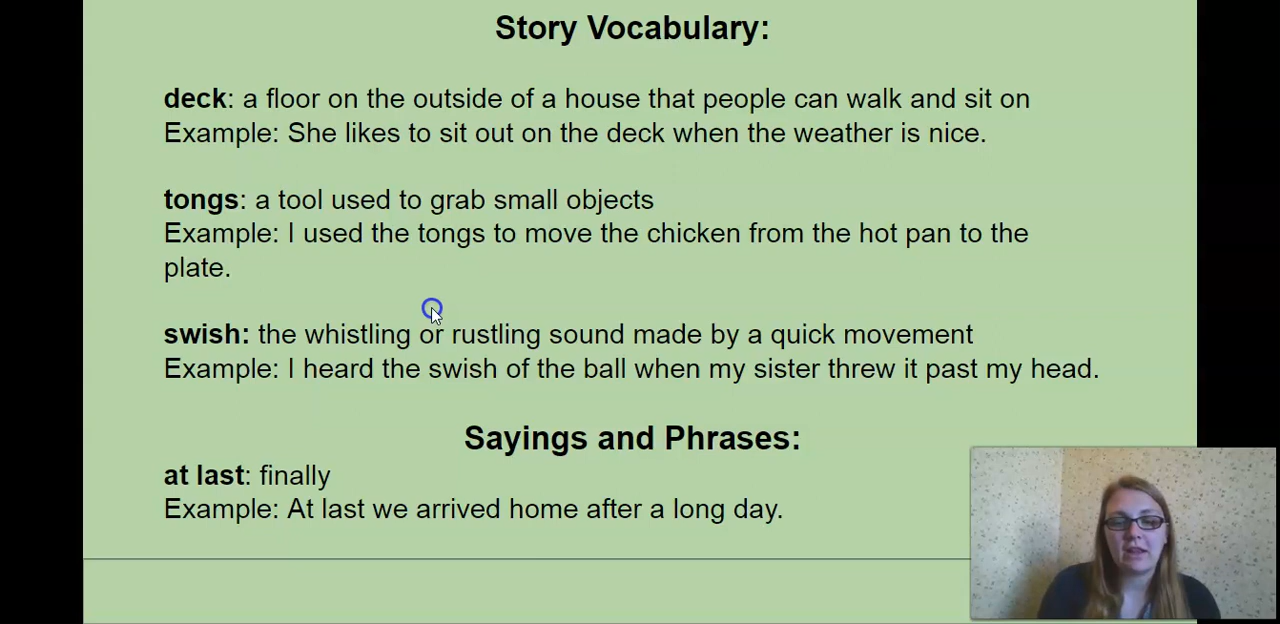 Story Vocabulary:
deck: a floor on the outside of a house that people can walk and sit on
Example: She likes to sit out on the deck when the weather is nice.
tongs: a tool used to grab small objects
Example: I used the tongs to move the chicken from the hot pan to the
plate.
swish: the whistling or rustling sound made by a quick movement
Example: I heard the swish of the ball when my sister threw it past my head.
Sayings and Phrases:
at last: finally
Example: At last we arrived home after a long day.